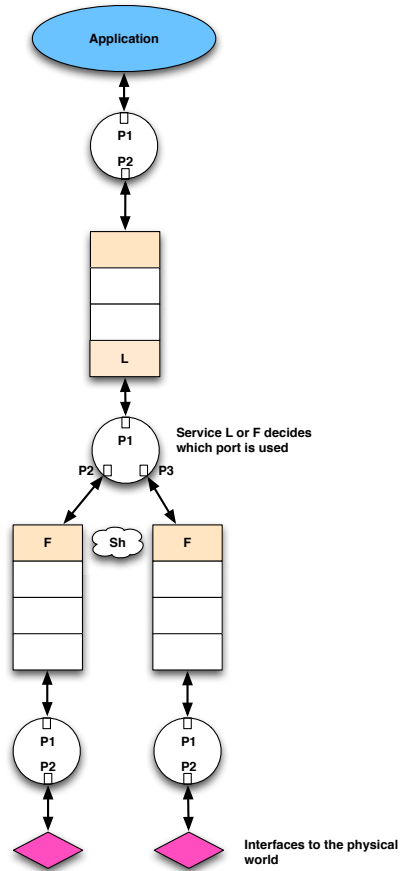 Application
P1
P2
L
P1
Service L or F decides
which port is used
P2
P3
F
Sh
F
P1
P1
P2
P2
Interfaces to the physical
world